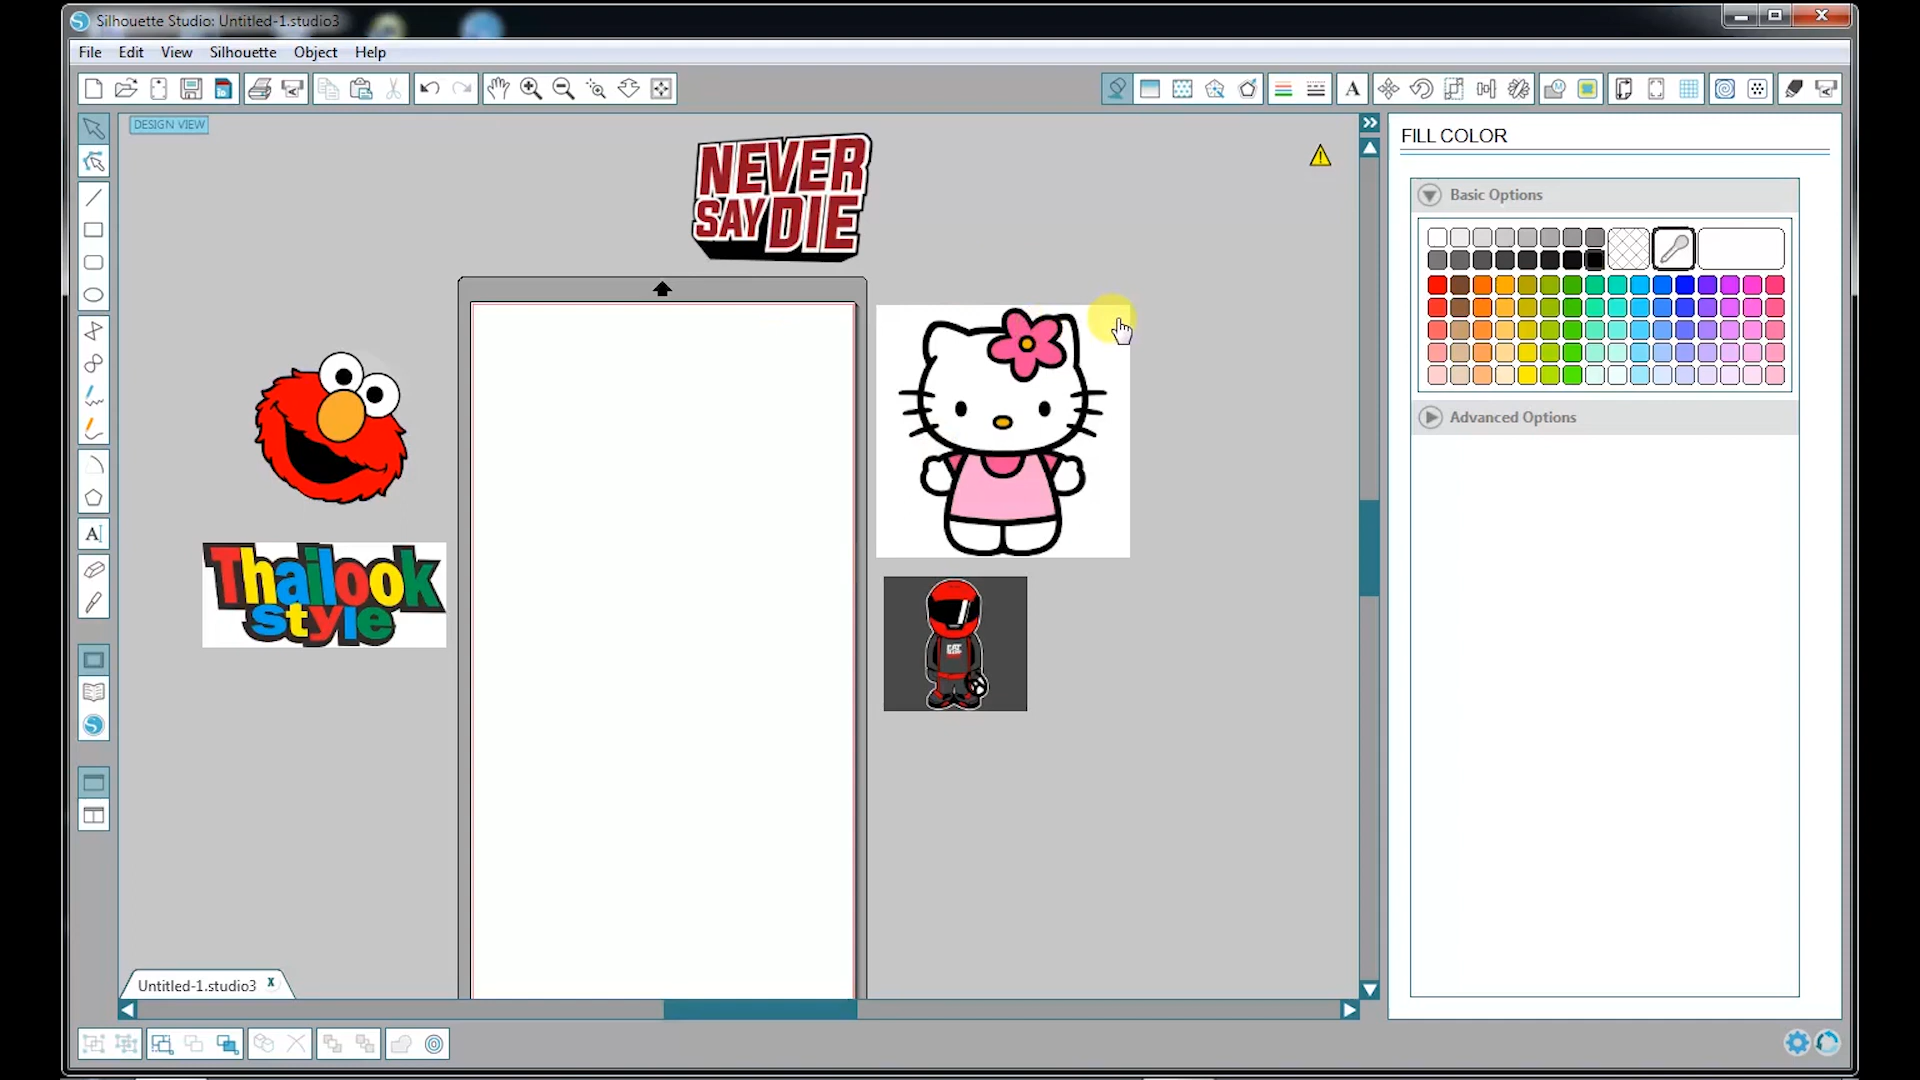 Silhouette Studio: Untitled-1.studio3
File Edit View Silhouette Object Help
DESIGN VIEW
FILL COLOR
Basic Options
Advanced Options
NEVER
SAY DIE
Thailook
style
Untitled-1.studio3 x